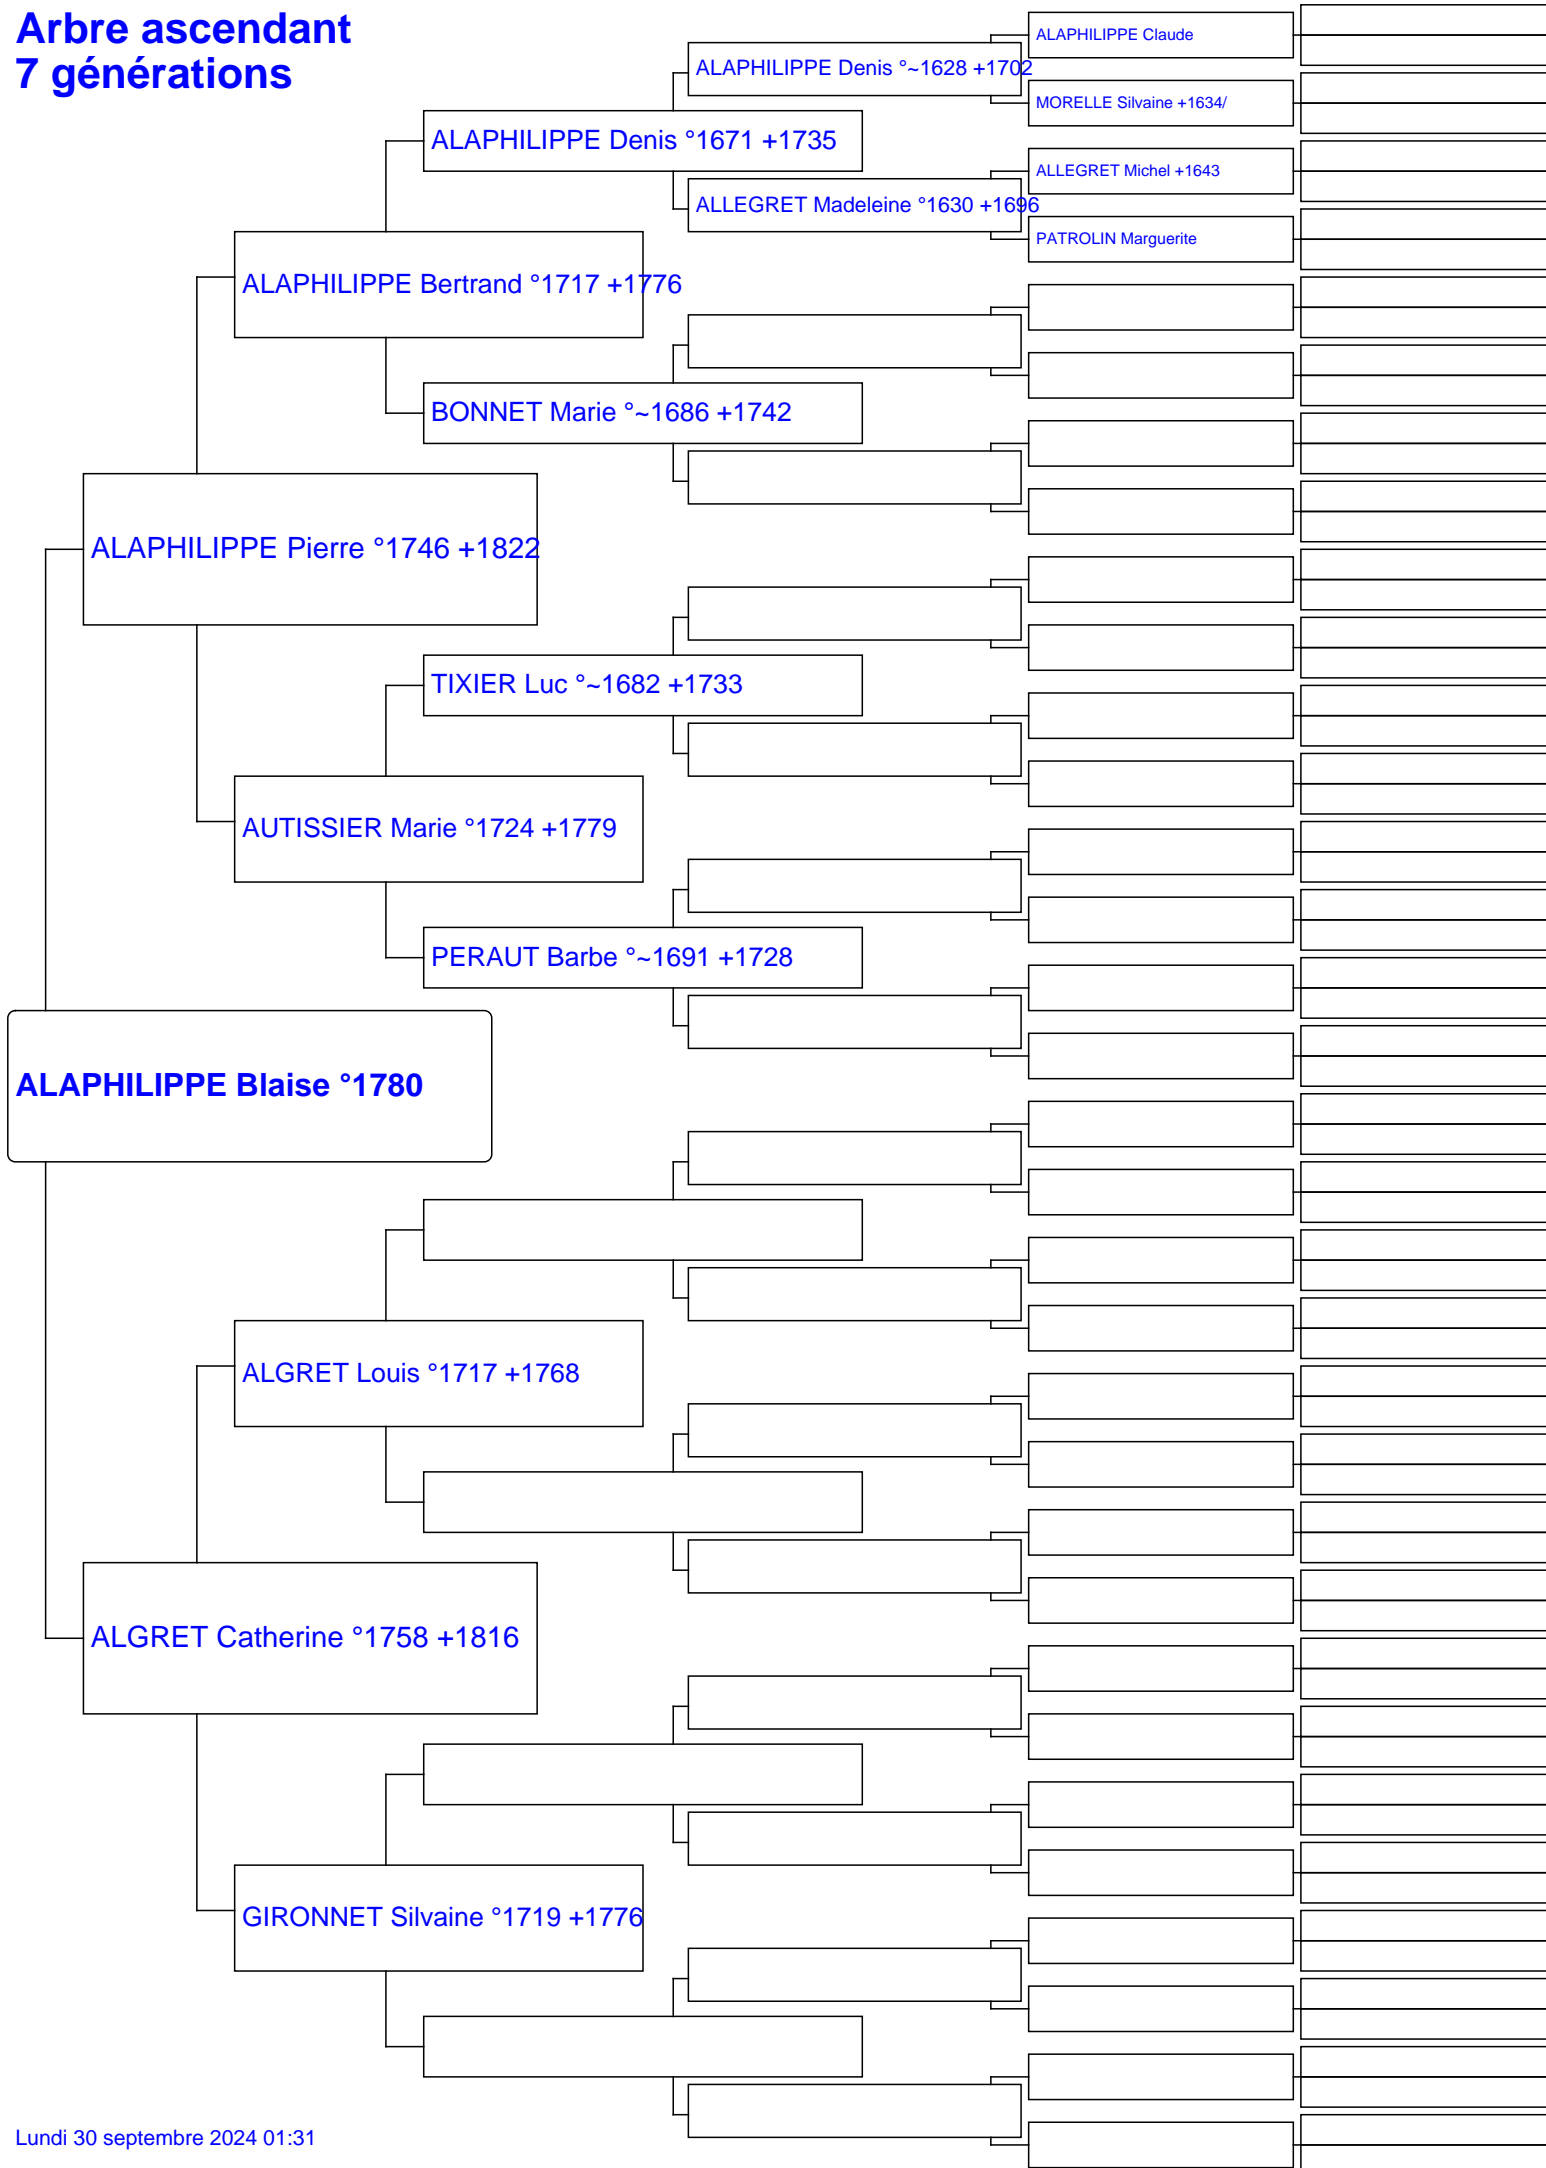 Arbre ascendant
7 générations
ALAPHILIPPE Claude
ALAPHILIPPE Denis °~1628 +1702
MORELLE Silvaine +1634/
ALAPHILIPPE Denis °1671 +1735
ALLEGRET Michel +1643
ALLEGRET Madeleine °1630 +1696
PATROLIN Marguerite
ALAPHILIPPE Bertrand °1717 +1776
BONNET Marie °~1686 +1742
ALAPHILIPPE Pierre °1746 +1822
TIXIER Luc °~1682 +1733
AUTISSIER Marie °1724 +1779
PERAUT Barbe °~1691 +1728
ALAPHILIPPE Blaise °1780
ALGRET Louis °1717 +1768
ALGRET Catherine °1758 +1816
GIRONNET Silvaine °1719 +1776
Lundi 30 septembre 2024 01:31